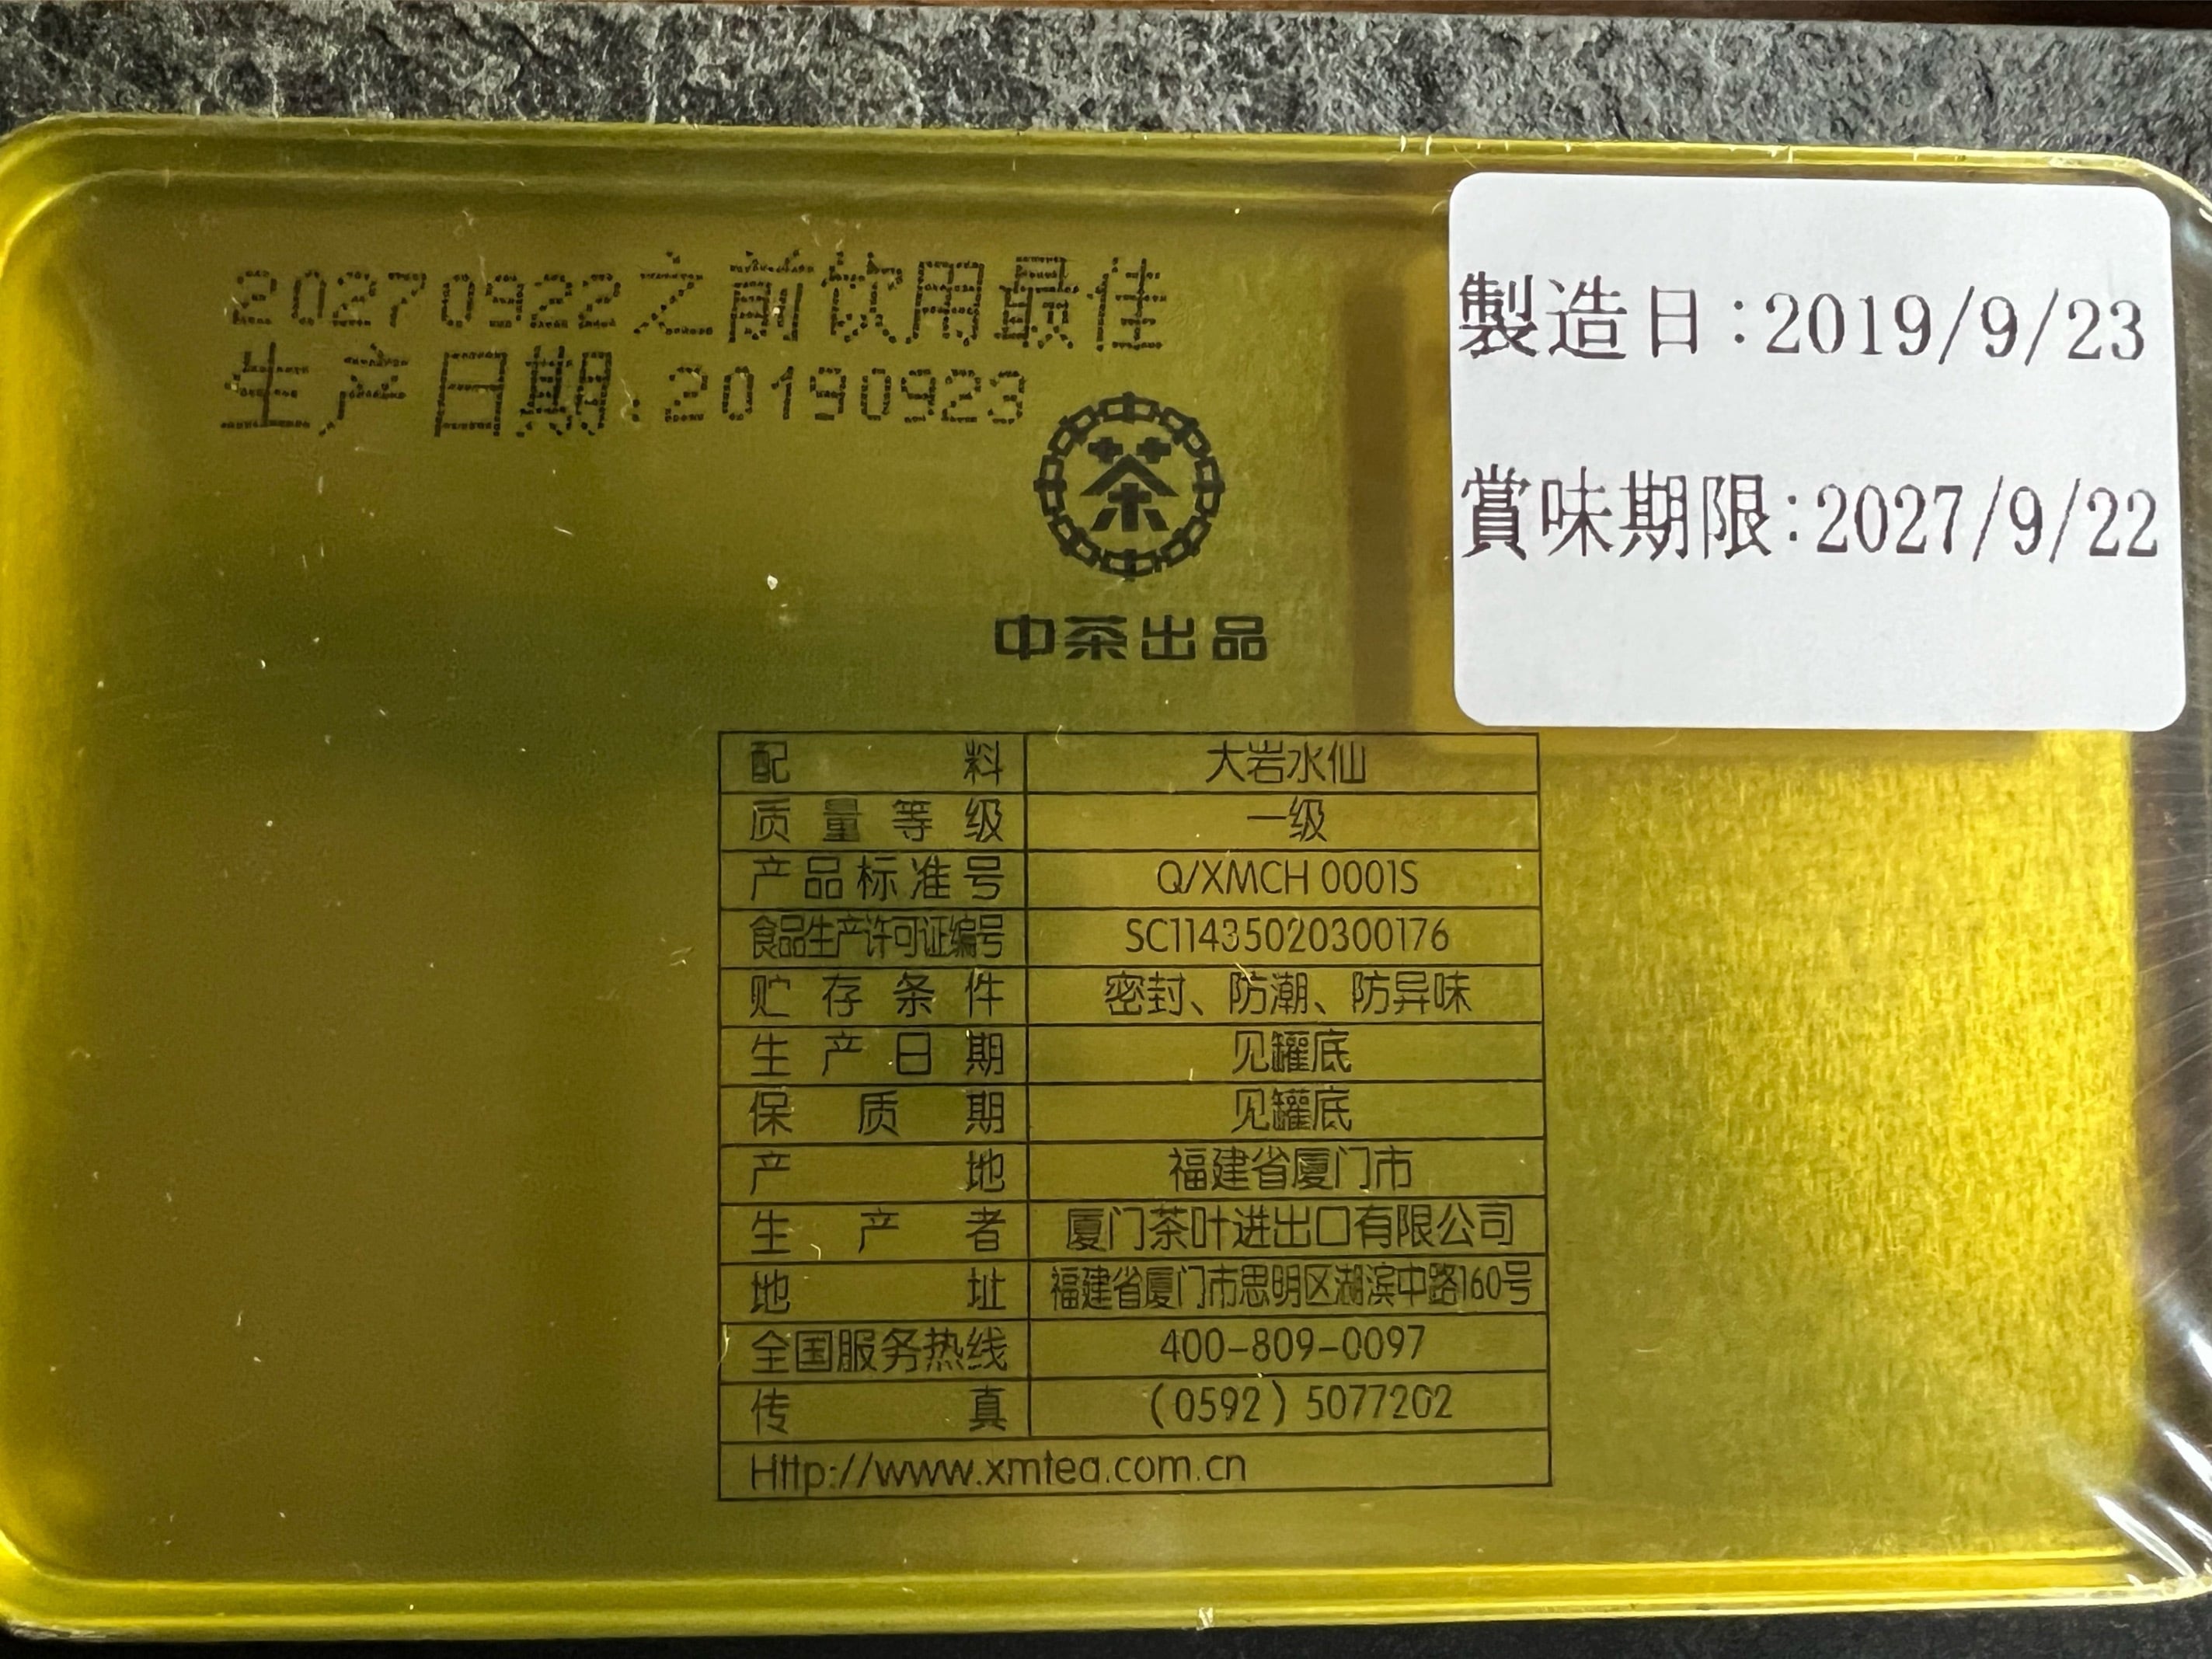 20270922之前饮用最佳
生产日期:20190923
製造日:2019/9/23
賞味期限:2027/9/22
茶
中茶出品
配料 大岩水仙
质量等级 一级
产品标准号 Q/XMCH 0001S
食品生产许可证编号 SC11435020300176
贮存条件 密封、防潮、防异味
生产日期 见罐底
保质期 见罐底
产地 福建省厦门市
生产者 厦门茶叶进出口有限公司
地址 福建省厦门市思明区湖滨中路160号
全国服务热线 400-809-0097
传真 (0592) 5077202
Http://www.xmtea.com.cn